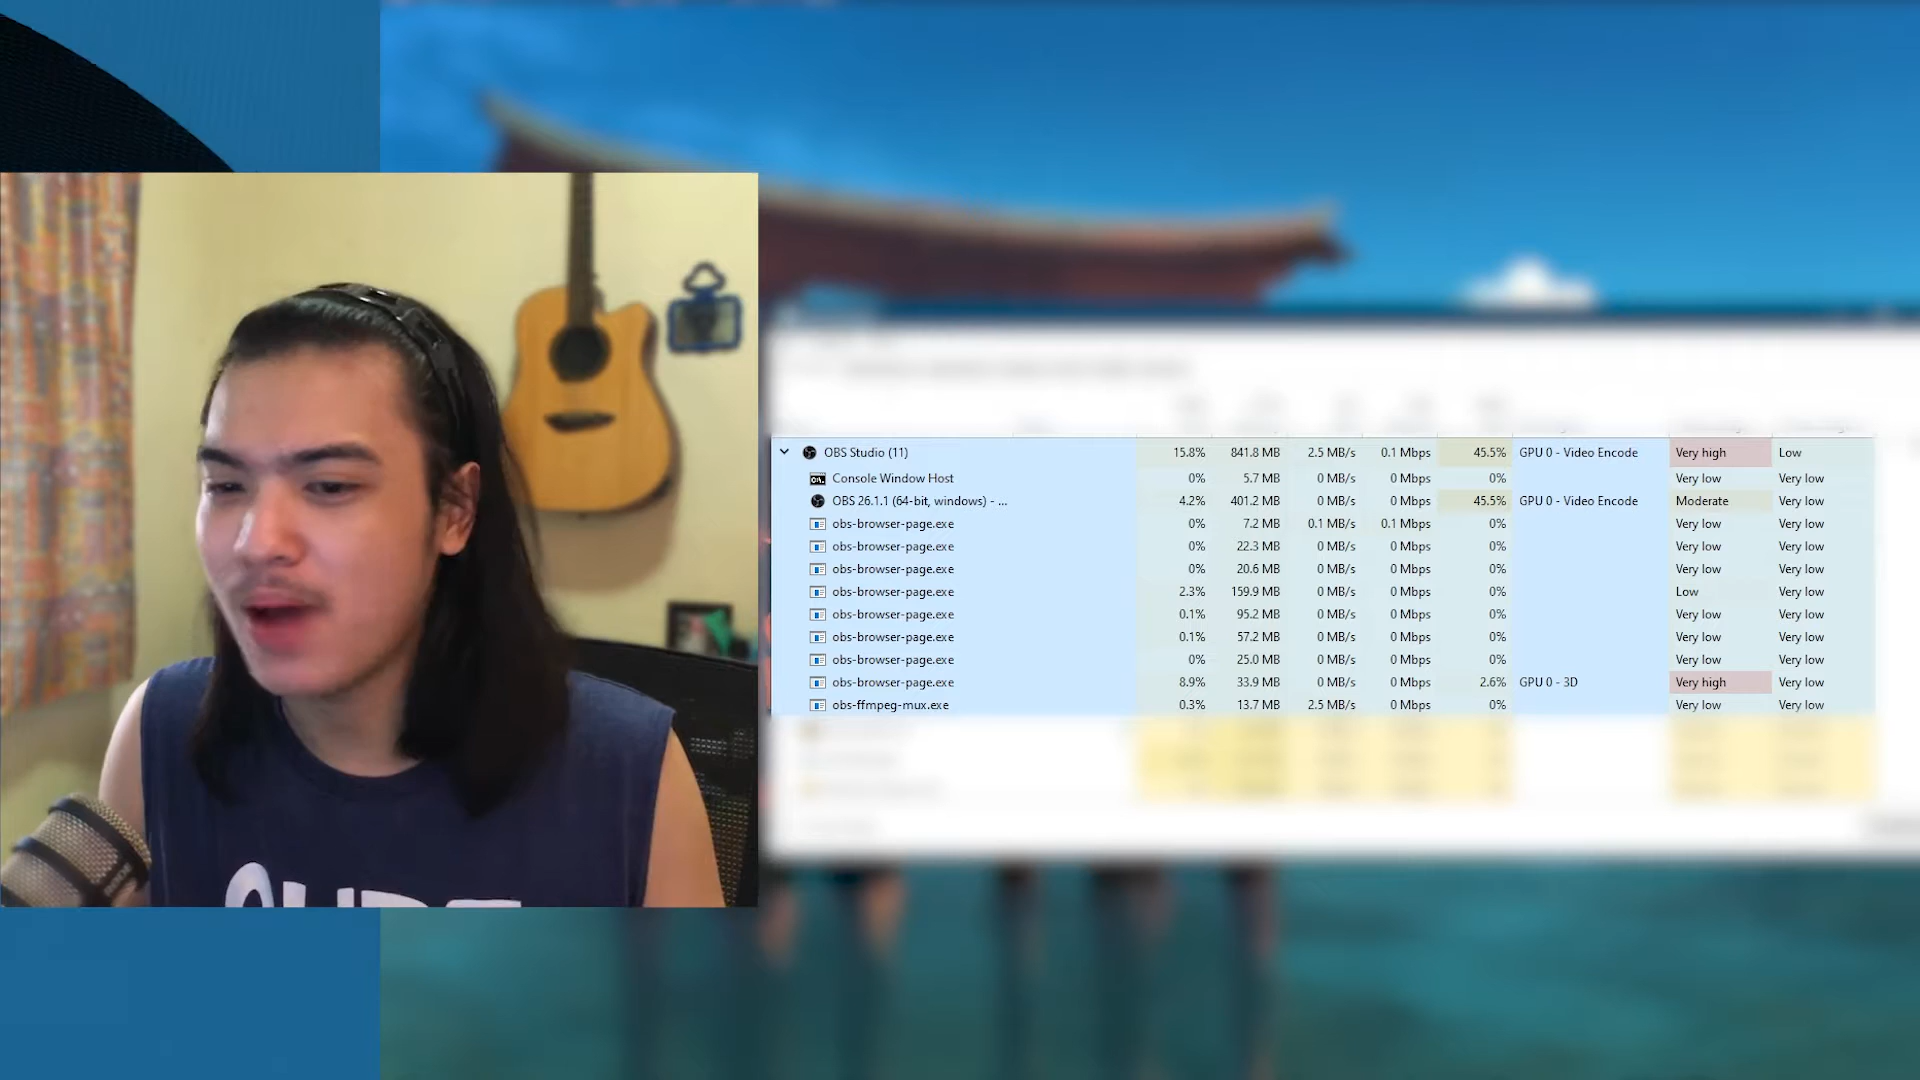 OBS Studio (11) 15.8% 841.8 MB 2.5 MB/s 0.1 Mbps 45.5% GPU 0 - Video Encode Very high Low
Console Window Host 0% 5.7 MB 0 MB/s 0 Mbps 0% Very low Very low
OBS 26.1.1 (64-bit, windows) - ... 4.2% 401.2 MB 0 MB/s 0 Mbps 45.5% GPU 0 - Video Encode Moderate Very low
obs-browser-page.exe 0% 7.2 MB 0.1 MB/s 0.1 Mbps 0% Very low Very low
obs-browser-page.exe 0% 22.3 MB 0 MB/s 0 Mbps 0% Very low Very low
obs-browser-page.exe 0% 20.6 MB 0 MB/s 0 Mbps 0% Very low Very low
obs-browser-page.exe 2.3% 159.9 MB 0 MB/s 0 Mbps 0% Low Very low
obs-browser-page.exe 0.1% 95.2 MB 0 MB/s 0 Mbps 0% Very low Very low
obs-browser-page.exe 0.1% 57.2 MB 0 MB/s 0 Mbps 0% Very low Very low
obs-browser-page.exe 0% 25.0 MB 0 MB/s 0 Mbps 0% Very low Very low
obs-browser-page.exe 8.9% 33.9 MB 0 MB/s 0 Mbps 2.6% GPU 0 - 3D Very high Very low
obs-ffmpeg-mux.exe 0.3% 13.7 MB 2.5 MB/s 0 Mbps 0% Very low Very low